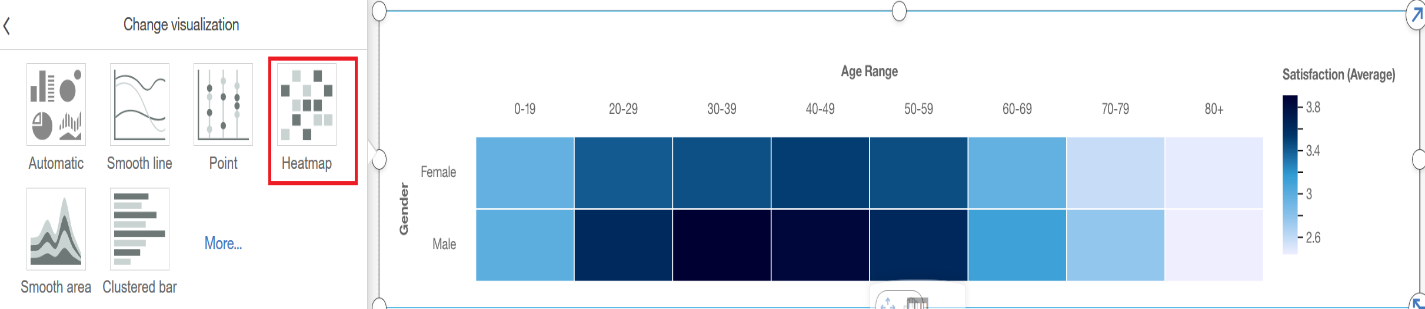 Change visualization
Automatic
Smooth line
Point
Heatmap
Smooth area
Clustered bar
More...
Age Range
0-19
20-29
30-39
40-49
50-59
60-69
70-79
80+
Gender
Female
Male
Satisfaction (Average)
3.8
3.4
3
2.6